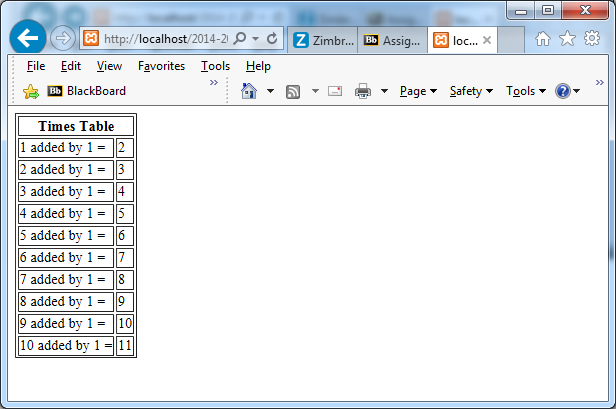 http://localhost/2014-20
Zimbr...
Bb Assig...
loc...
File Edit View Favorites Tools Help
Bb BlackBoard
Page Safety Tools
Times Table
1 added by 1 = 2
2 added by 1 = 3
3 added by 1 = 4
4 added by 1 = 5
5 added by 1 = 6
6 added by 1 = 7
7 added by 1 = 8
8 added by 1 = 9
9 added by 1 = 10
10 added by 1 = 11